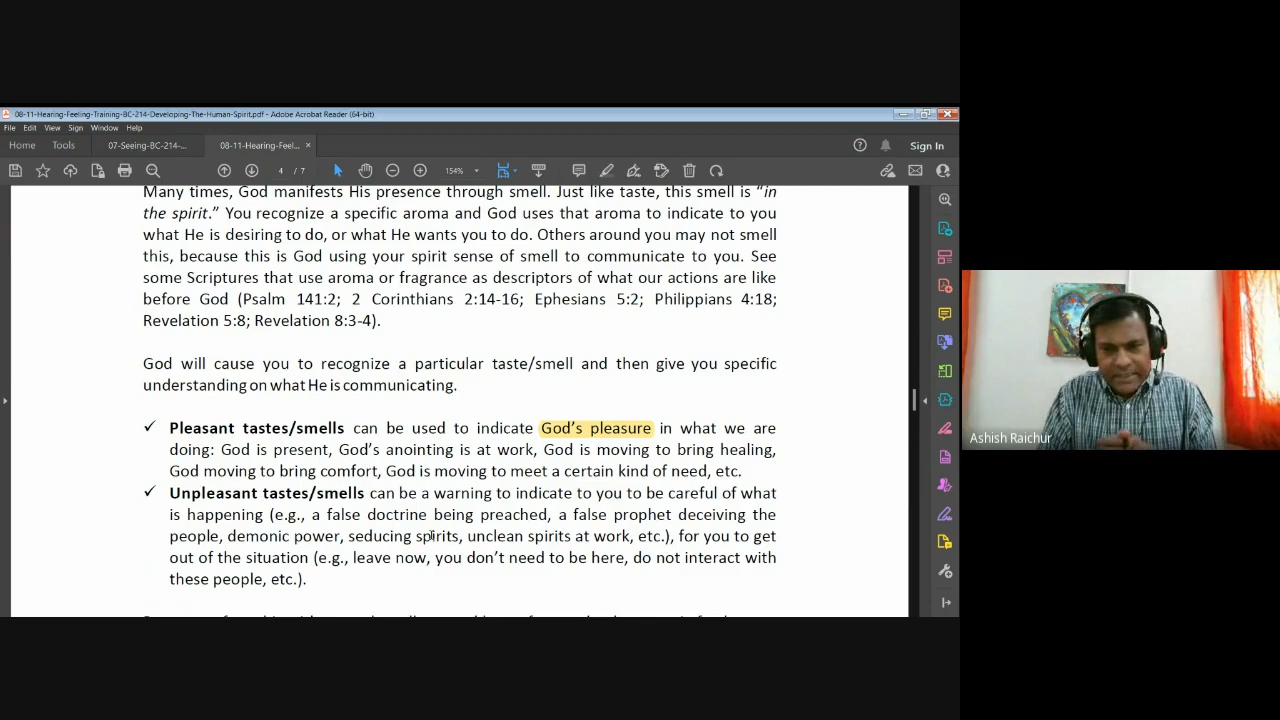 08-11-Hearing-Feeling-Training-BC-214-Developing-The-Human-Spirit.pdf - Adobe Acrobat Reader (64-bit)
File Edit View Sign Window Help
Home Tools 07-Seeing-BC-214-... 08-11-Hearing-Feel... × Sign In
4 / 7 154%
Many times, God manifests His presence through smell. Just like taste, this smell is “in
the spirit.” You recognize a specific aroma and God uses that aroma to indicate to you
what He is desiring to do, or what He wants you to do. Others around you may not smell
this, because this is God using your spirit sense of smell to communicate to you. See
some Scriptures that use aroma or fragrance as descriptors of what our actions are like
before God (Psalm 141:2; 2 Corinthians 2:14-16; Ephesians 5:2; Philippians 4:18;
Revelation 5:8; Revelation 8:3-4).
God will cause you to recognize a particular taste/smell and then give you specific
understanding on what He is communicating.
✓ Pleasant tastes/smells can be used to indicate God’s pleasure in what we are
doing: God is present, God’s anointing is at work, God is moving to bring healing,
God moving to bring comfort, God is moving to meet a certain kind of need, etc.
✓ Unpleasant tastes/smells can be a warning to indicate to you to be careful of what
is happening (e.g., a false doctrine being preached, a false prophet deceiving the
people, demonic power, seducing spirits, unclean spirits at work, etc.), for you to get
out of the situation (e.g., leave now, you don’t need to be here, do not interact with
these people, etc.).
Ashish Raichur